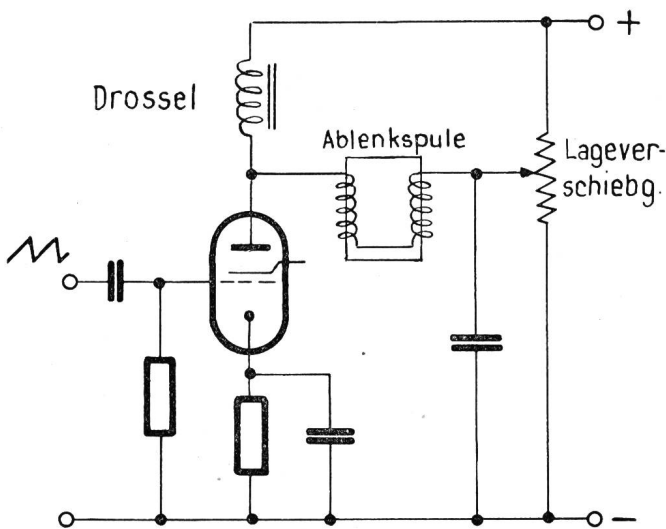 +
Drossel
Ablenkspule
Lagever-
schiebg.
−